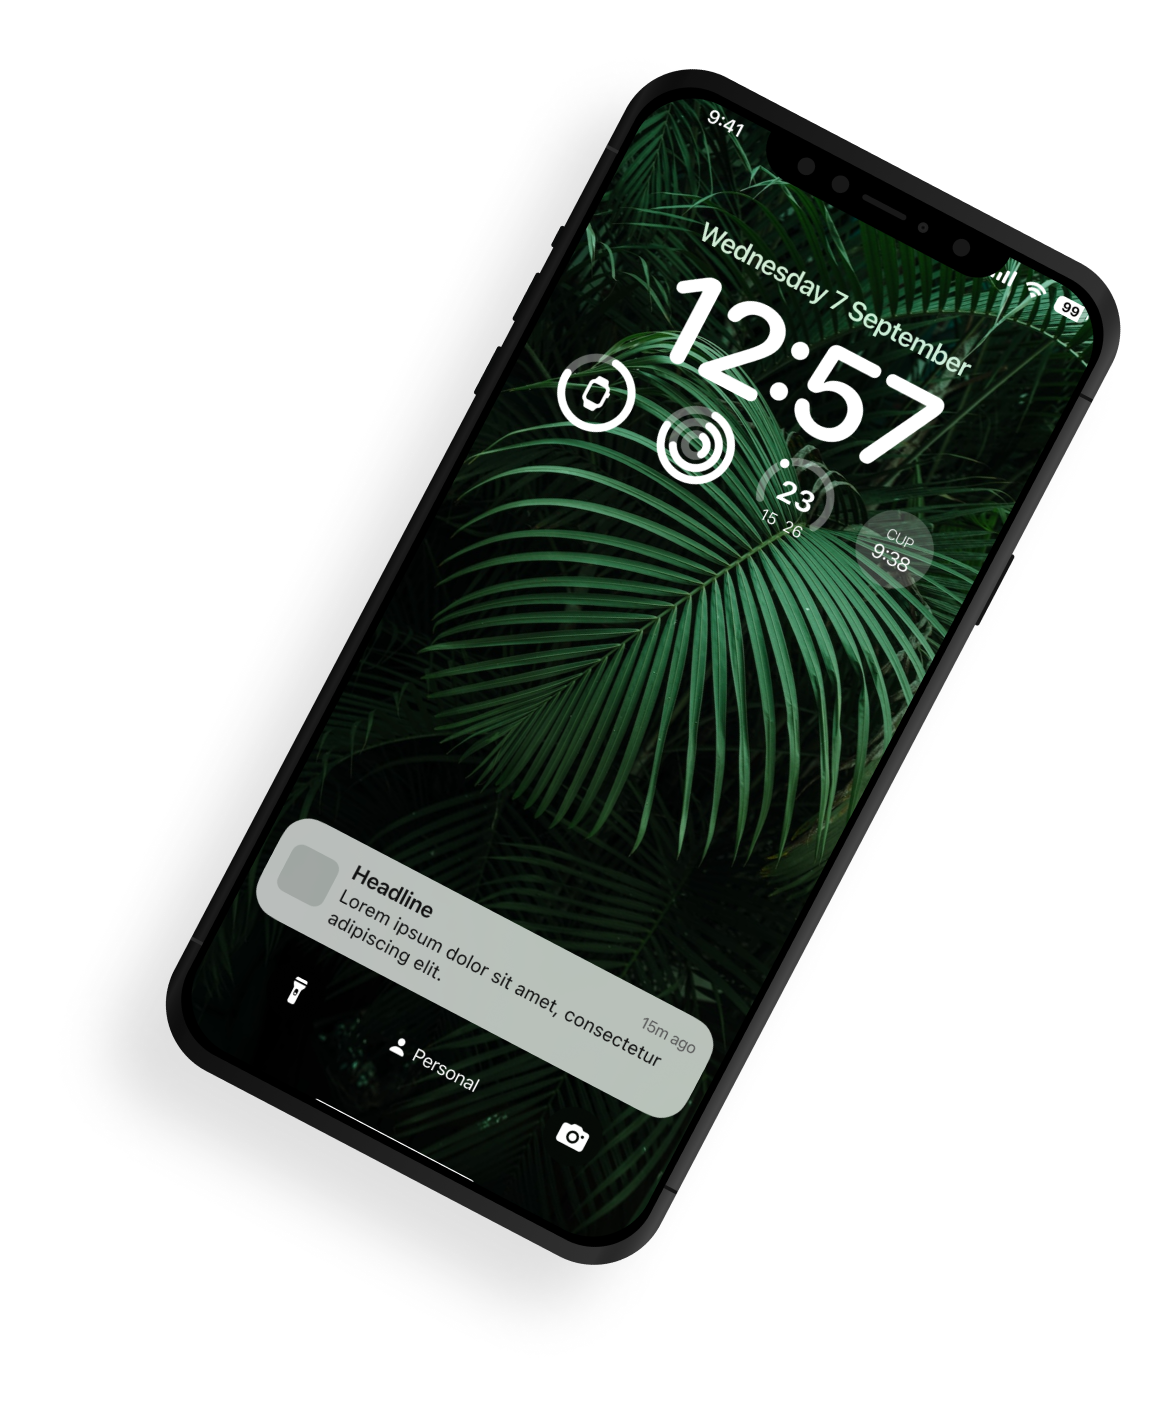 9:41
99
Wednesday 7 September
12:57
23
15 26
CUP
9:38
Headline
15m ago
Lorem ipsum dolor sit amet, consectetur
adipiscing elit.
Personal